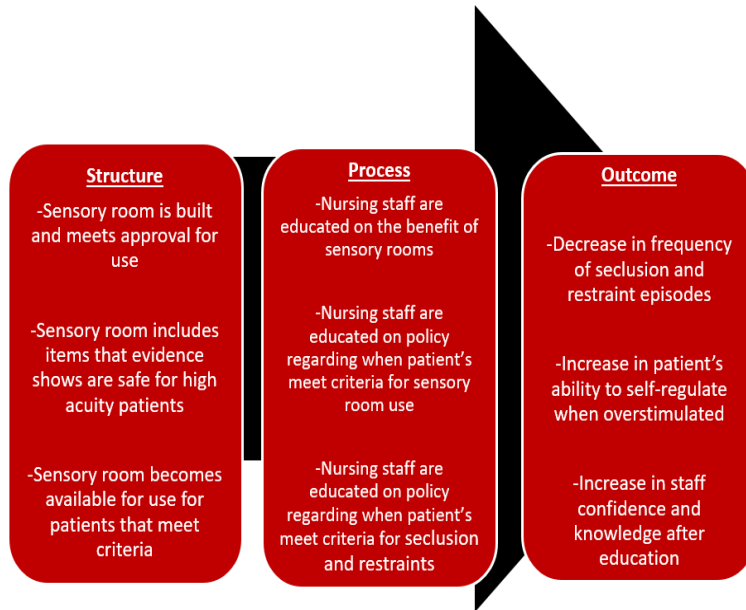 Structure
-Sensory room is built
and meets approval for
use
-Sensory room includes
items that evidence
shows are safe for high
acuity patients
-Sensory room becomes
available for use for
patients that meet
criteria
Process
-Nursing staff are
educated on the benefit of
sensory rooms
-Nursing staff are
educated on policy
regarding when patient's
meet criteria for sensory
room use
-Nursing staff are
educated on policy
regarding when patient's
meet criteria for seclusion
and restraints
Outcome
-Decrease in frequency
of seclusion and
restraint episodes
-Increase in patient's
ability to self-regulate
when overstimulated
-Increase in staff
confidence and
knowledge after
education